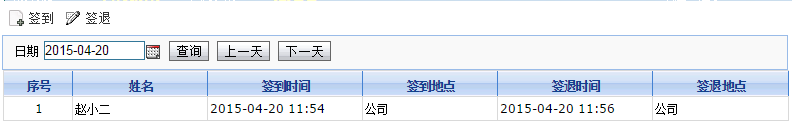 签到 签退
日期 2015-04-20 查询 上一天 下一天
序号 姓名 签到时间 签到地点 签退时间 签退地点
1 赵小二 2015-04-20 11:54 公司 2015-04-20 11:56 公司